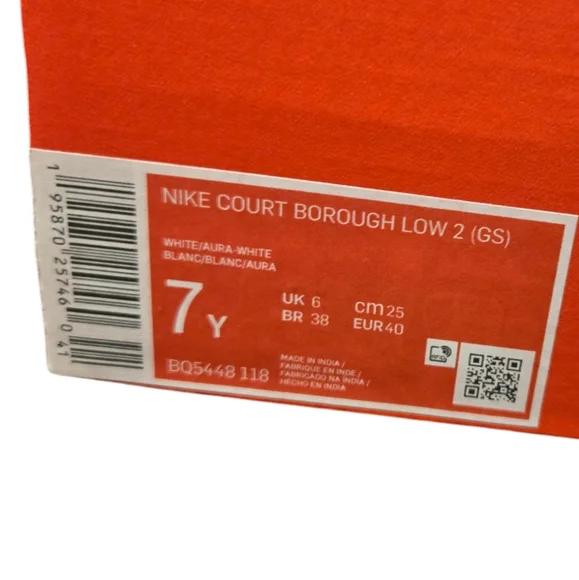 NIKE COURT BOROUGH LOW 2 (GS)
WHITE/AURA-WHITE
BLANC/BLANC/AURA
7Y
UK 6
BR 38
cm 25
EUR 40
BQ5448 118
MADE IN INDIA /
FABRIQUE EN INDE /
FABRICADO NA ÍNDIA /
HECHO EN INDIA
RFID
1 95870 25746 0 41